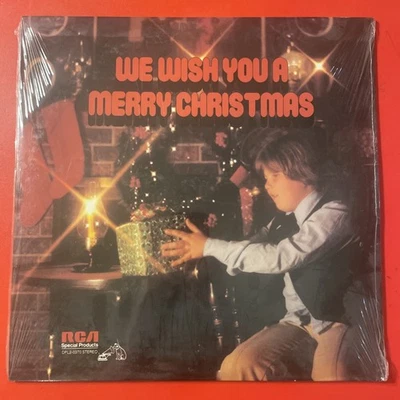 WE WISH YOU A
MERRY CHRISTMAS
RCA
Special Products
STEREO